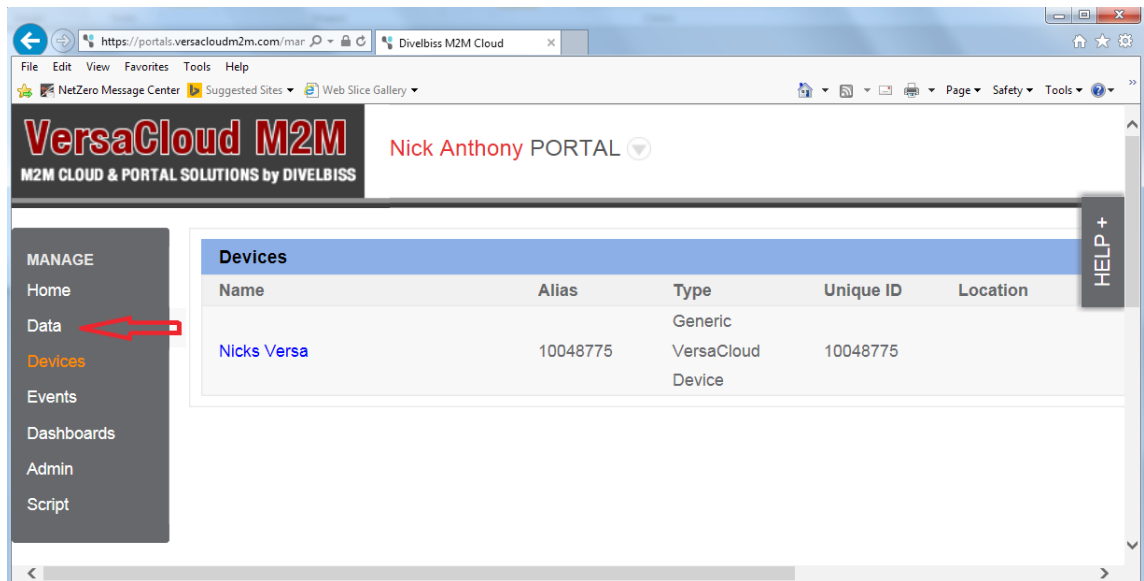 https://portals.versacloudm2m.com/mar
Divelbiss M2M Cloud
File Edit View Favorites Tools Help
NetZero Message Center Suggested Sites Web Slice Gallery
Page Safety Tools
VersaCloud M2M
M2M CLOUD & PORTAL SOLUTIONS by DIVELBISS
Nick Anthony PORTAL
HELP +
MANAGE
Home
Data
Devices
Events
Dashboards
Admin
Script
Devices
Name Alias Type Unique ID Location
Nicks Versa 10048775 Generic VersaCloud Device 10048775